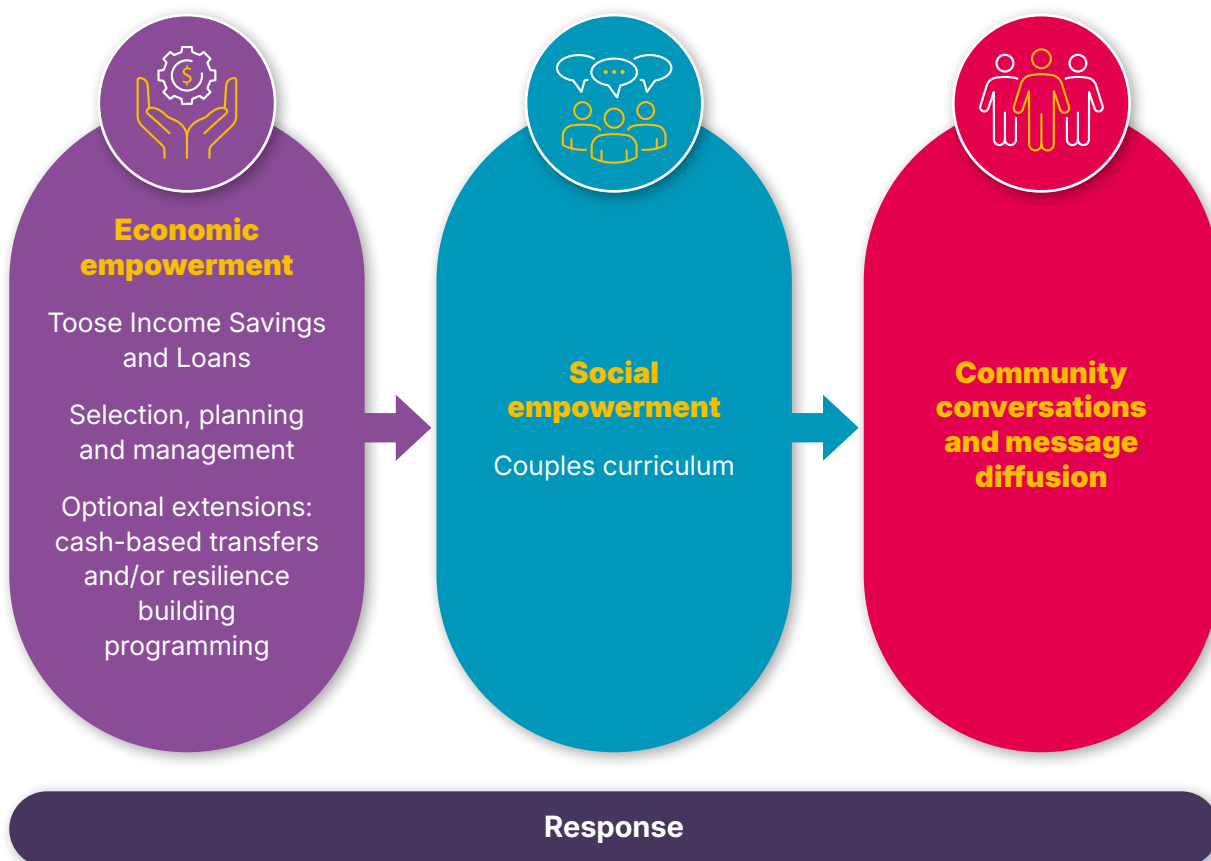 Economic
empowerment
Toose Income Savings
and Loans
Selection, planning
and management
Optional extensions:
cash-based transfers
and/or resilience
building
programming
Social
empowerment
Couples curriculum
Community
conversations
and message
diffusion
Response
$